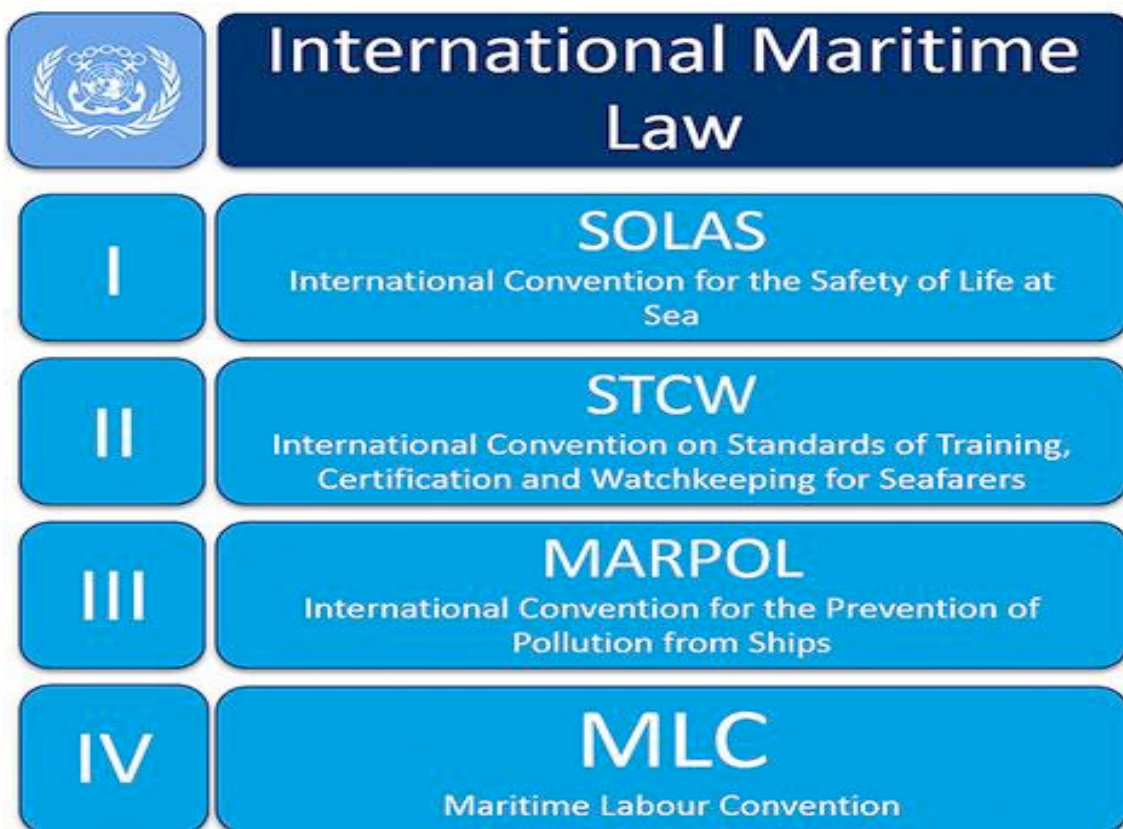 International Maritime
Law
I
SOLAS
International Convention for the Safety of Life at
Sea
II
STCW
International Convention on Standards of Training,
Certification and Watchkeeping for Seafarers
III
MARPOL
International Convention for the Prevention of
Pollution from Ships
IV
MLC
Maritime Labour Convention